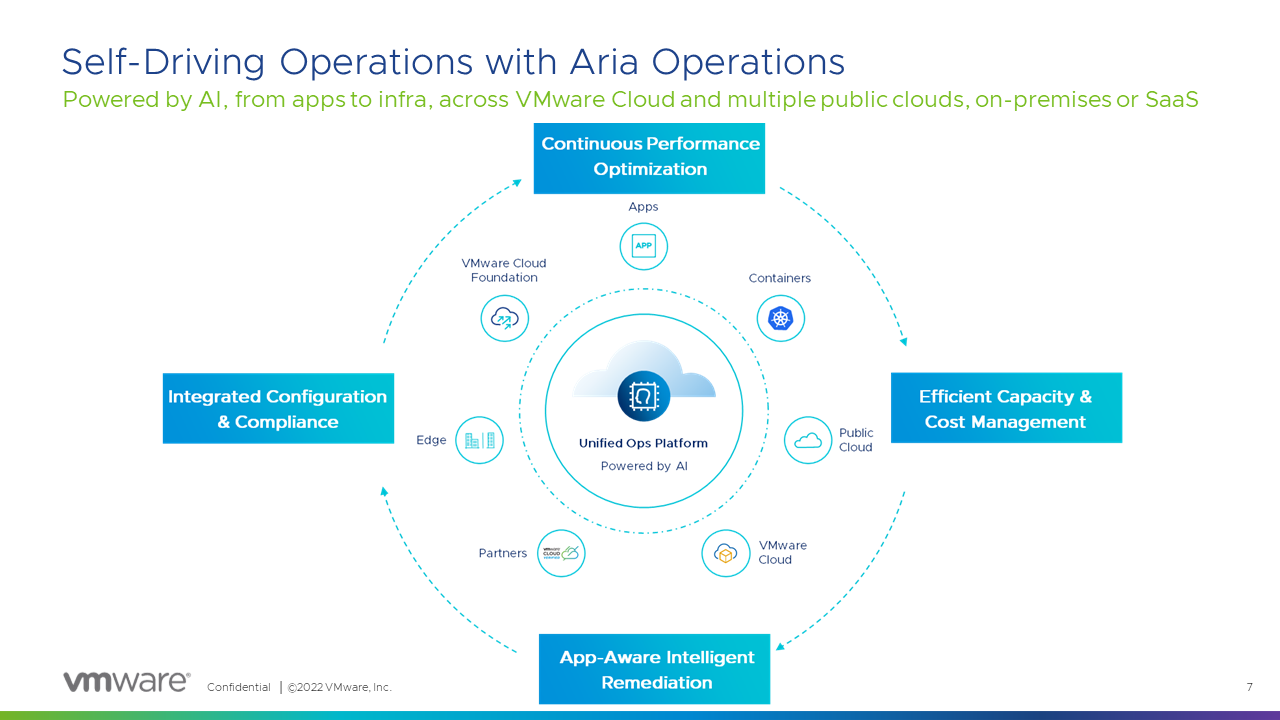 Self-Driving Operations with Aria Operations
Powered by AI, from apps to infra, across VMware Cloud and multiple public clouds, on-premises or SaaS
Continuous Performance
Optimization
Apps
APP
VMware Cloud
Foundation
Containers
Integrated Configuration
& Compliance
Efficient Capacity &
Cost Management
Edge
Public
Cloud
Unified Ops Platform
Powered by AI
Partners
vmware
CLOUD
VMware
Cloud
App-Aware Intelligent
Remediation
vmware®
Confidential | ©2022 VMware, Inc.
7